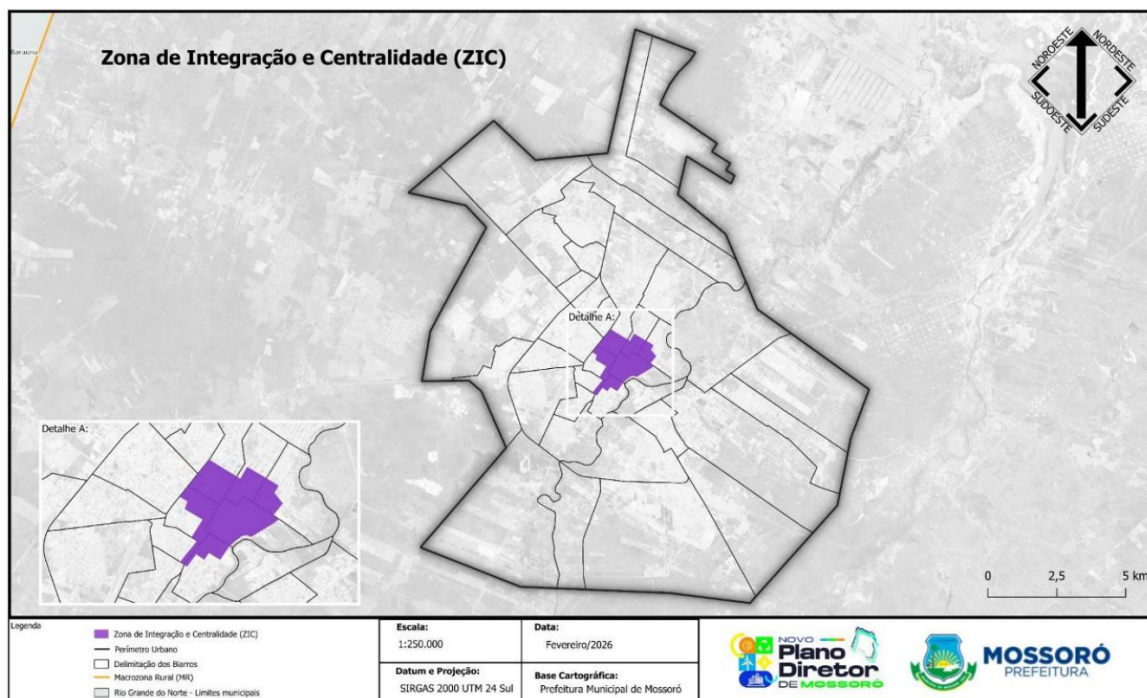 Baraúna
Zona de Integração e Centralidade (ZIC)
NOROESTE
NORDESTE
SUDOESTE
SUDESTE
Detalhe A:
Detalhe A:
0 2,5 5 km
Legenda
Zona de Integração e Centralidade (ZIC)
Perímetro Urbano
Delimitação dos Biarros
Macrozona Rural (MR)
Rio Grande do Norte - Limites municipais
Escala:
1:250.000
Data:
Fevereiro/2026
Datum e Projeção:
SIRGAS 2000 UTM 24 Sul
Base Cartográfica:
Prefeitura Municipal de Mossoró
NOVO
Plano
Diretor
DE MOSSORÓ
MOSSORÓ
PREFEITURA